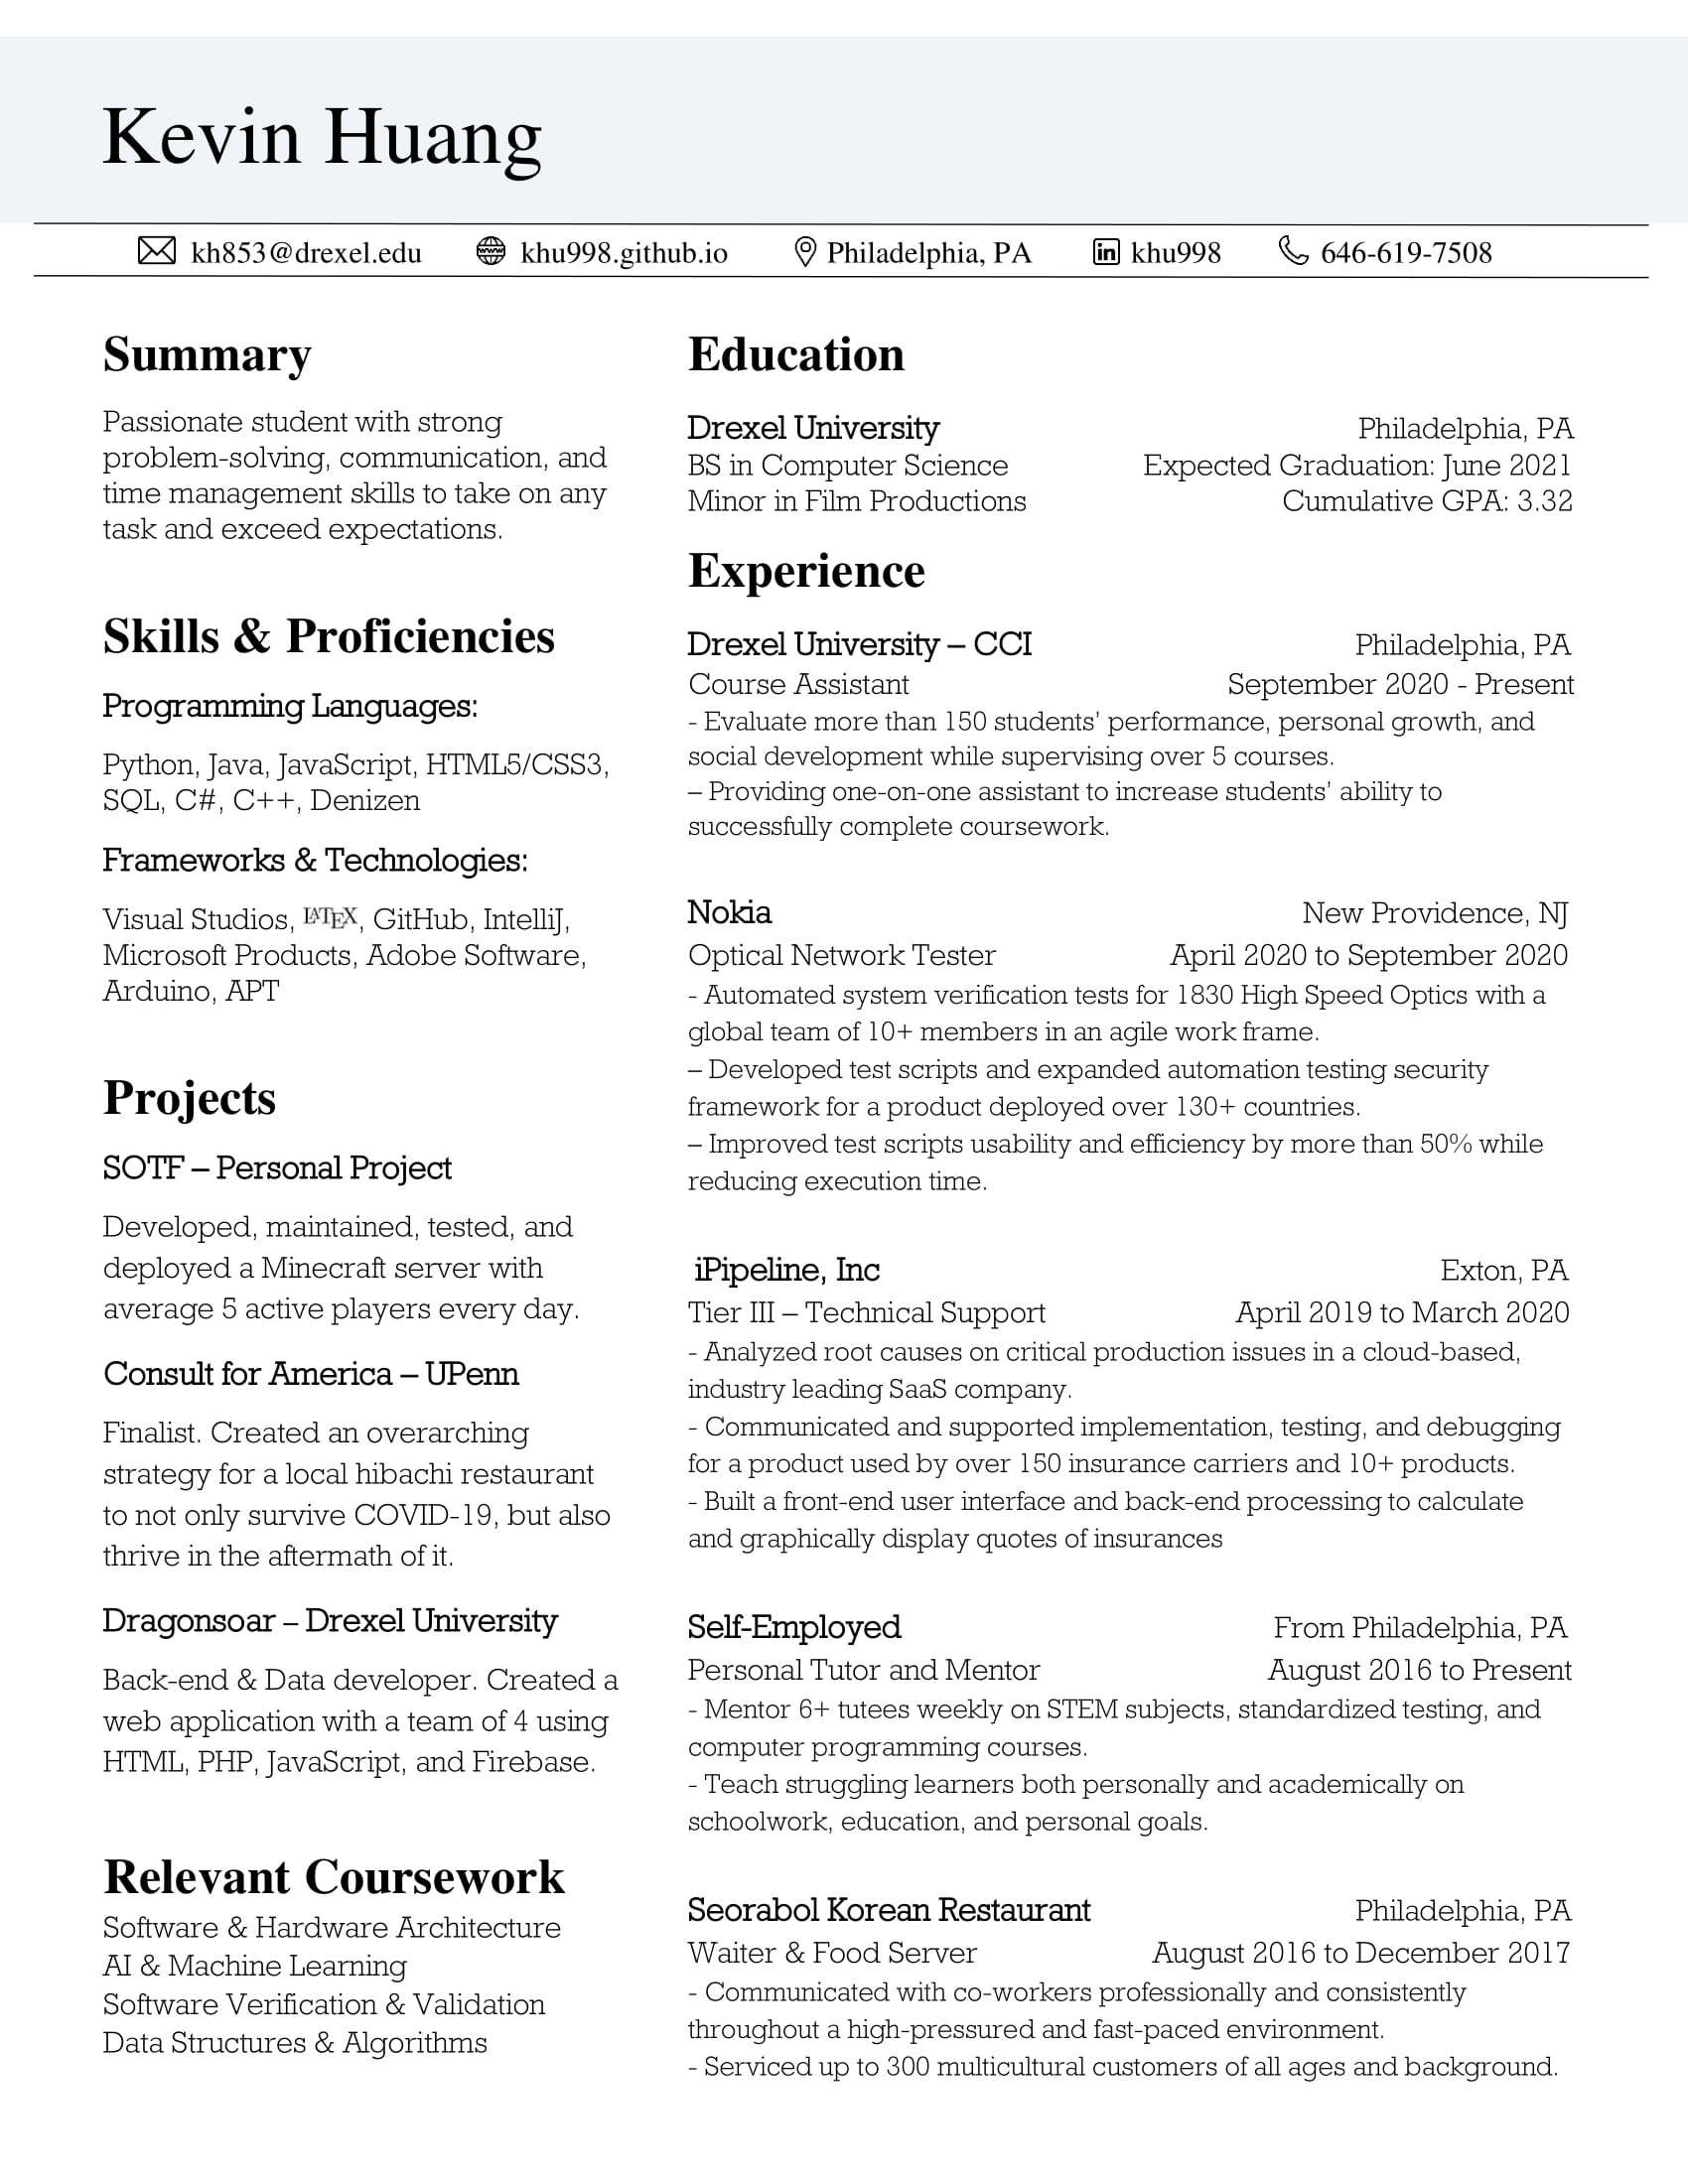 Kevin Huang
kh853@drexel.edu khu998.github.io Philadelphia, PA khu998 646-619-7508
Summary
Passionate student with strong
problem-solving, communication, and
time management skills to take on any
task and exceed expectations.
Skills & Proficiencies
Programming Languages:
Python, Java, JavaScript, HTML5/CSS3,
SQL, C#, C++, Denizen
Frameworks & Technologies:
Visual Studios, LATEX, GitHub, IntelliJ,
Microsoft Products, Adobe Software,
Arduino, APT
Projects
SOTF – Personal Project
Developed, maintained, tested, and
deployed a Minecraft server with
average 5 active players every day.
Consult for America – UPenn
Finalist. Created an overarching
strategy for a local hibachi restaurant
to not only survive COVID-19, but also
thrive in the aftermath of it.
Dragonsoar – Drexel University
Back-end & Data developer. Created a
web application with a team of 4 using
HTML, PHP, JavaScript, and Firebase.
Relevant Coursework
Software & Hardware Architecture
AI & Machine Learning
Software Verification & Validation
Data Structures & Algorithms
Education
Drexel University Philadelphia, PA
BS in Computer Science Expected Graduation: June 2021
Minor in Film Productions Cumulative GPA: 3.32
Experience
Drexel University – CCI Philadelphia, PA
Course Assistant September 2020 - Present
- Evaluate more than 150 students' performance, personal growth, and
social development while supervising over 5 courses.
– Providing one-on-one assistant to increase students' ability to
successfully complete coursework.
Nokia New Providence, NJ
Optical Network Tester April 2020 to September 2020
- Automated system verification tests for 1830 High Speed Optics with a
global team of 10+ members in an agile work frame.
– Developed test scripts and expanded automation testing security
framework for a product deployed over 130+ countries.
– Improved test scripts usability and efficiency by more than 50% while
reducing execution time.
iPipeline, Inc Exton, PA
Tier III – Technical Support April 2019 to March 2020
- Analyzed root causes on critical production issues in a cloud-based,
industry leading SaaS company.
- Communicated and supported implementation, testing, and debugging
for a product used by over 150 insurance carriers and 10+ products.
- Built a front-end user interface and back-end processing to calculate
and graphically display quotes of insurances
Self-Employed From Philadelphia, PA
Personal Tutor and Mentor August 2016 to Present
- Mentor 6+ tutees weekly on STEM subjects, standardized testing, and
computer programming courses.
- Teach struggling learners both personally and academically on
schoolwork, education, and personal goals.
Seorabol Korean Restaurant Philadelphia, PA
Waiter & Food Server August 2016 to December 2017
- Communicated with co-workers professionally and consistently
throughout a high-pressured and fast-paced environment.
- Serviced up to 300 multicultural customers of all ages and background.